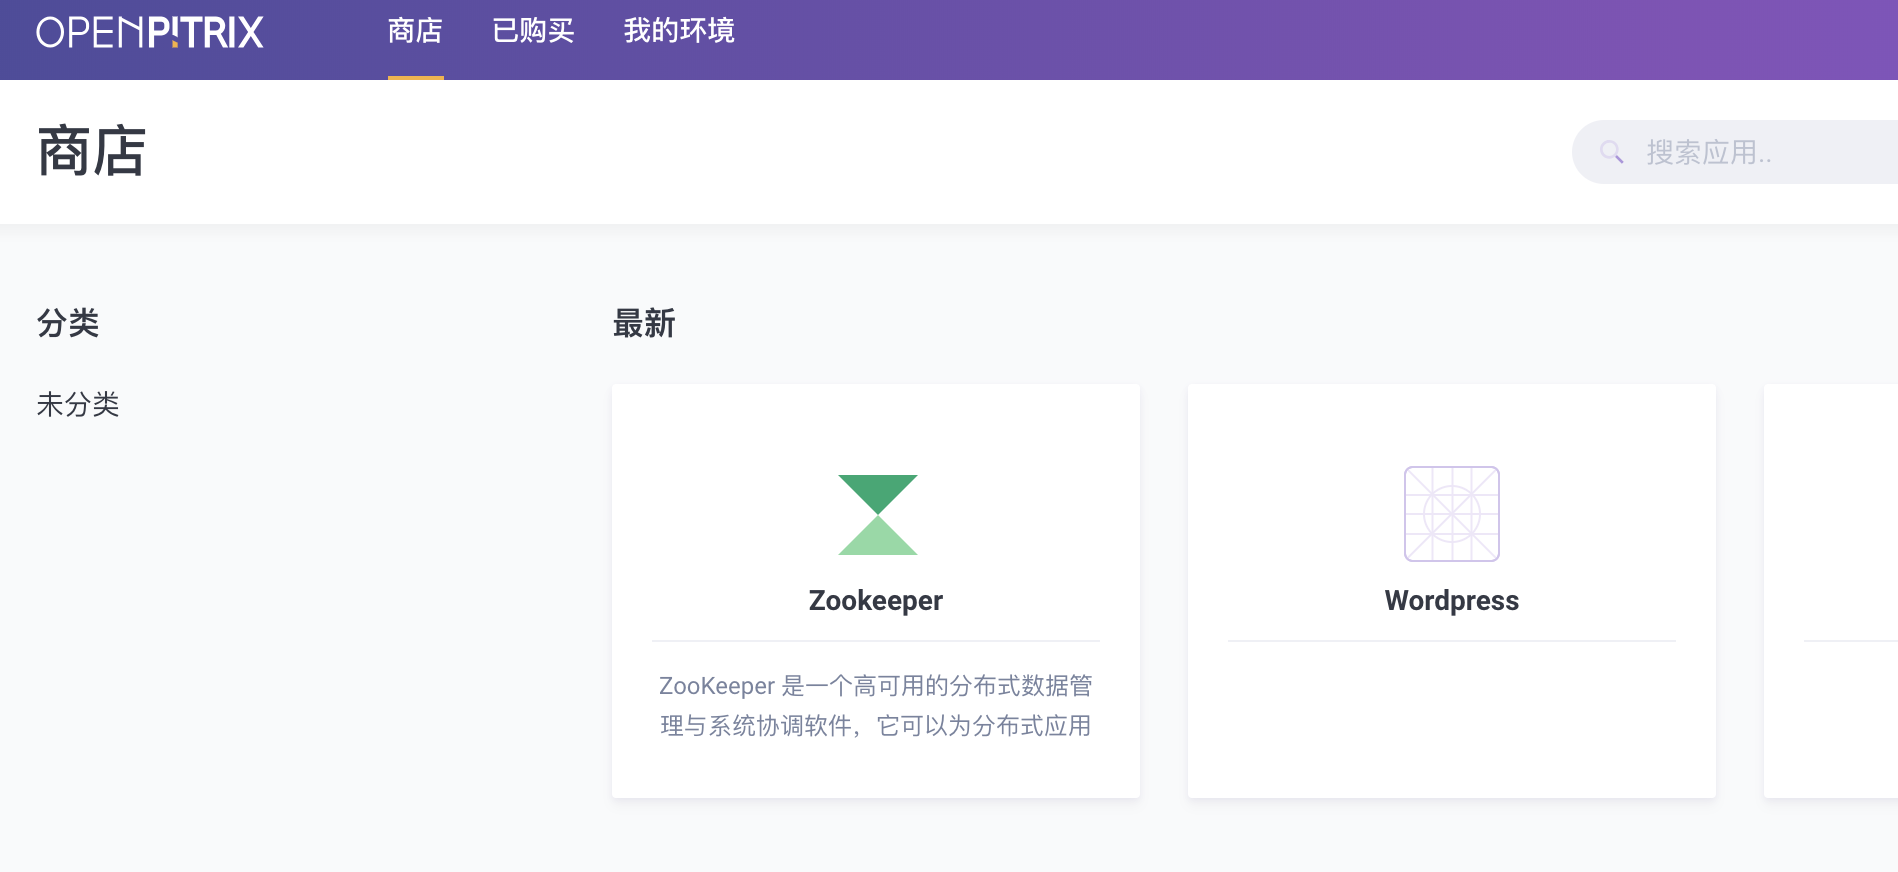 OPENPITRIX
商店
已购买
我的环境
商店
搜索应用..
分类
未分类
最新
Zookeeper
ZooKeeper 是一个高可用的分布式数据管
理与系统协调软件，它可以为分布式应用
Wordpress